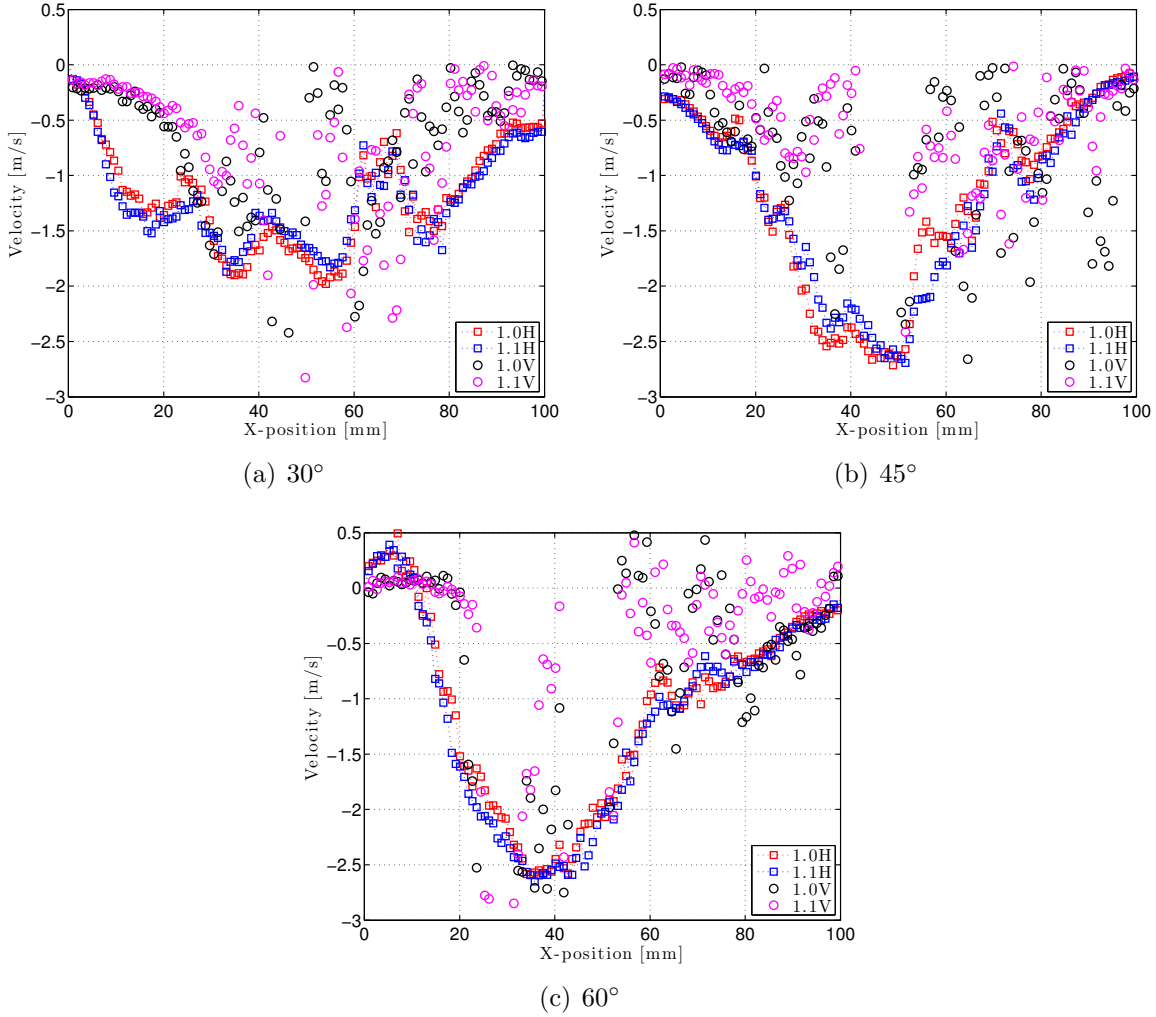 0.5
0
−0.5
−1
−1.5
−2
−2.5
−3
Velocity [m/s]
0 20 40 60 80 100
X-position [mm]
1.0H
1.1H
1.0V
1.1V
(a) 30°
0.5
0
−0.5
−1
−1.5
−2
−2.5
−3
Velocity [m/s]
0 20 40 60 80 100
X-position [mm]
1.0H
1.1H
1.0V
1.1V
(b) 45°
0.5
0
−0.5
−1
−1.5
−2
−2.5
−3
Velocity [m/s]
0 20 40 60 80 100
X-position [mm]
1.0H
1.1H
1.0V
1.1V
(c) 60°